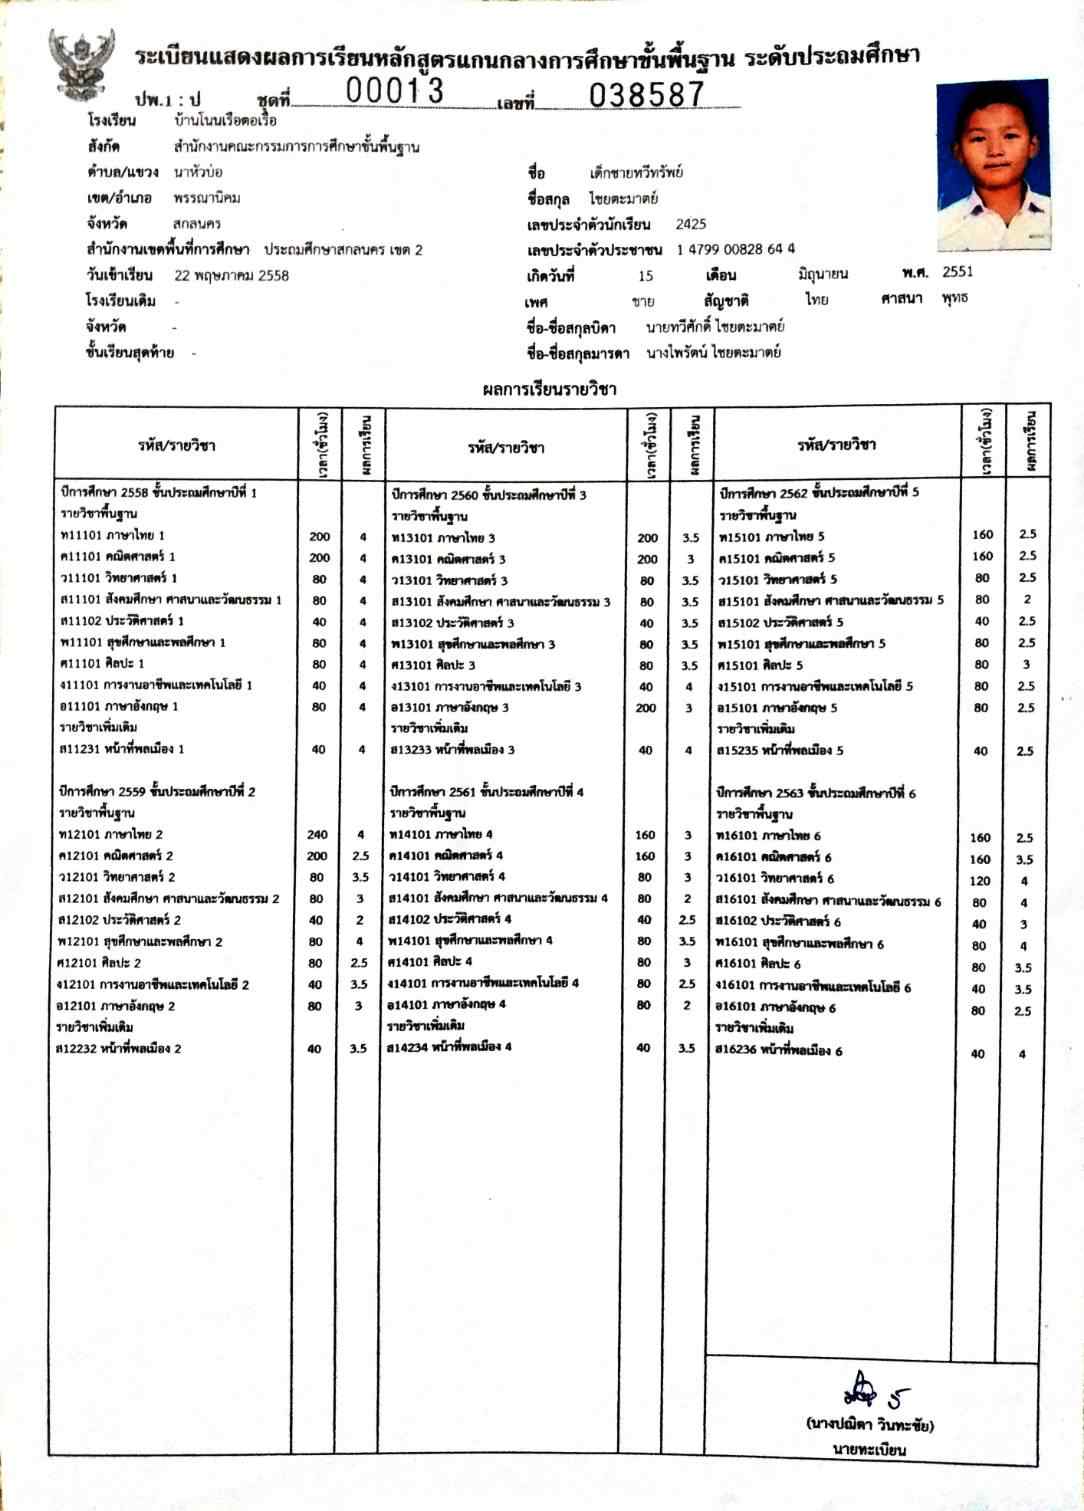 ระเบียนแสดงผลการเรียนหลักสูตรแกนกลางการศึกษาขั้นพื้นฐาน ระดับประถมศึกษา
ปพ.1 : ป ชุดที่ 00013 เลขที่ 038587
โรงเรียน บ้านโนนเรือคอเรือ
สังกัด สำนักงานคณะกรรมการการศึกษาขั้นพื้นฐาน
ตำบล/แขวง นาหัวบ่อ ชื่อ เด็กชายทวีทรัพย์
เขต/อำเภอ พรรณานิคม ชื่อสกุล ไชยตะมาตย์
จังหวัด สกลนคร เลขประจำตัวนักเรียน 2425
สำนักงานเขตพื้นที่การศึกษา ประถมศึกษาสกลนคร เขต 2 เลขประจำตัวประชาชน 1 4799 00828 64 4
วันเข้าเรียน 22 พฤษภาคม 2558 เกิดวันที่ 15 เดือน มิถุนายน พ.ศ. 2551
โรงเรียนเดิม - เพศ ชาย สัญชาติ ไทย ศาสนา พุทธ
จังหวัด - ชื่อ-ชื่อสกุลบิดา นายทวีศักดิ์ ไชยตะมาตย์
ชั้นเรียนสุดท้าย - ชื่อ-ชื่อสกุลมารดา นางไพรัตน์ ไชยตะมาตย์
ผลการเรียนรายวิชา
รหัส/รายวิชา เวลา(ชั่วโมง) ผลการเรียน รหัส/รายวิชา เวลา(ชั่วโมง) ผลการเรียน รหัส/รายวิชา เวลา(ชั่วโมง) ผลการเรียน
ปีการศึกษา 2558 ชั้นประถมศึกษาปีที่ 1
รายวิชาพื้นฐาน
ท11101 ภาษาไทย 1 200 4
ค11101 คณิตศาสตร์ 1 200 4
ว11101 วิทยาศาสตร์ 1 80 4
ส11101 สังคมศึกษา ศาสนาและวัฒนธรรม 1 80 4
ส11102 ประวัติศาสตร์ 1 40 4
พ11101 สุขศึกษาและพลศึกษา 1 80 4
ศ11101 ศิลปะ 1 80 4
ง11101 การงานอาชีพและเทคโนโลยี 1 40 4
อ11101 ภาษาอังกฤษ 1 80 4
รายวิชาเพิ่มเติม
ส11231 หน้าที่พลเมือง 1 40 4
ปีการศึกษา 2559 ชั้นประถมศึกษาปีที่ 2
รายวิชาพื้นฐาน
ท12101 ภาษาไทย 2 240 4
ค12101 คณิตศาสตร์ 2 200 2.5
ว12101 วิทยาศาสตร์ 2 80 3.5
ส12101 สังคมศึกษา ศาสนาและวัฒนธรรม 2 80 3
ส12102 ประวัติศาสตร์ 2 40 2
พ12101 สุขศึกษาและพลศึกษา 2 80 4
ศ12101 ศิลปะ 2 80 2.5
ง12101 การงานอาชีพและเทคโนโลยี 2 40 3.5
อ12101 ภาษาอังกฤษ 2 80 3
รายวิชาเพิ่มเติม
ส12232 หน้าที่พลเมือง 2 40 3.5
ปีการศึกษา 2560 ชั้นประถมศึกษาปีที่ 3
รายวิชาพื้นฐาน
ท13101 ภาษาไทย 3 200 3.5
ค13101 คณิตศาสตร์ 3 200 3
ว13101 วิทยาศาสตร์ 3 80 3.5
ส13101 สังคมศึกษา ศาสนาและวัฒนธรรม 3 80 3.5
ส13102 ประวัติศาสตร์ 3 40 3.5
พ13101 สุขศึกษาและพลศึกษา 3 80 3.5
ศ13101 ศิลปะ 3 80 3.5
ง13101 การงานอาชีพและเทคโนโลยี 3 40 4
อ13101 ภาษาอังกฤษ 3 200 3
รายวิชาเพิ่มเติม
ส13233 หน้าที่พลเมือง 3 40 4
ปีการศึกษา 2561 ชั้นประถมศึกษาปีที่ 4
รายวิชาพื้นฐาน
ท14101 ภาษาไทย 4 160 3
ค14101 คณิตศาสตร์ 4 160 3
ว14101 วิทยาศาสตร์ 4 80 3
ส14101 สังคมศึกษา ศาสนาและวัฒนธรรม 4 80 2
ส14102 ประวัติศาสตร์ 4 40 2.5
พ14101 สุขศึกษาและพลศึกษา 4 80 3.5
ศ14101 ศิลปะ 4 80 3
ง14101 การงานอาชีพและเทคโนโลยี 4 80 2.5
อ14101 ภาษาอังกฤษ 4 80 2
รายวิชาเพิ่มเติม
ส14234 หน้าที่พลเมือง 4 40 3.5
ปีการศึกษา 2562 ชั้นประถมศึกษาปีที่ 5
รายวิชาพื้นฐาน
ท15101 ภาษาไทย 5 160 2.5
ค15101 คณิตศาสตร์ 5 160 2.5
ว15101 วิทยาศาสตร์ 5 80 2.5
ส15101 สังคมศึกษา ศาสนาและวัฒนธรรม 5 80 2
ส15102 ประวัติศาสตร์ 5 40 2.5
พ15101 สุขศึกษาและพลศึกษา 5 80 2.5
ศ15101 ศิลปะ 5 80 3
ง15101 การงานอาชีพและเทคโนโลยี 5 80 2.5
อ15101 ภาษาอังกฤษ 5 80 2.5
รายวิชาเพิ่มเติม
ส15235 หน้าที่พลเมือง 5 40 2.5
ปีการศึกษา 2563 ชั้นประถมศึกษาปีที่ 6
รายวิชาพื้นฐาน
ท16101 ภาษาไทย 6 160 2.5
ค16101 คณิตศาสตร์ 6 160 3.5
ว16101 วิทยาศาสตร์ 6 120 4
ส16101 สังคมศึกษา ศาสนาและวัฒนธรรม 6 80 4
ส16102 ประวัติศาสตร์ 6 40 3
พ16101 สุขศึกษาและพลศึกษา 6 80 4
ศ16101 ศิลปะ 6 80 3.5
ง16101 การงานอาชีพและเทคโนโลยี 6 40 3.5
อ16101 ภาษาอังกฤษ 6 80 2.5
รายวิชาเพิ่มเติม
ส16236 หน้าที่พลเมือง 6 40 4
(นางปณิดา วินทะชัย)
นายทะเบียน